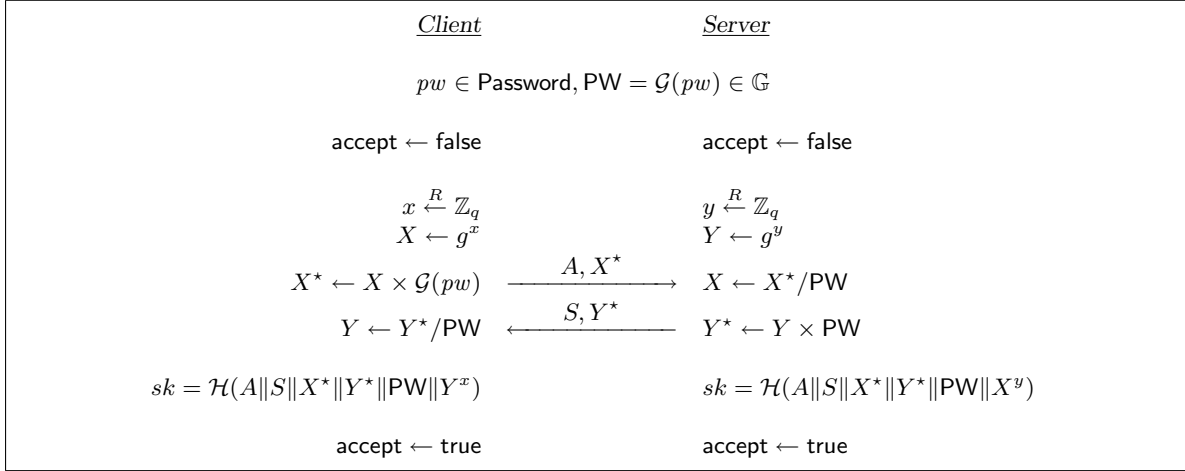 Client Server
pw ∈ Password, PW = 𝒢(pw) ∈ 𝔾
accept ← false accept ← false
x ←R ℤq y ←R ℤq
X ← g^x Y ← g^y
X⋆ ← X × 𝒢(pw) A, X⋆ X ← X⋆/PW
Y ← Y⋆/PW S, Y⋆ Y⋆ ← Y × PW
sk = ℋ(A‖S‖X⋆‖Y⋆‖PW‖Y^x) sk = ℋ(A‖S‖X⋆‖Y⋆‖PW‖X^y)
accept ← true accept ← true